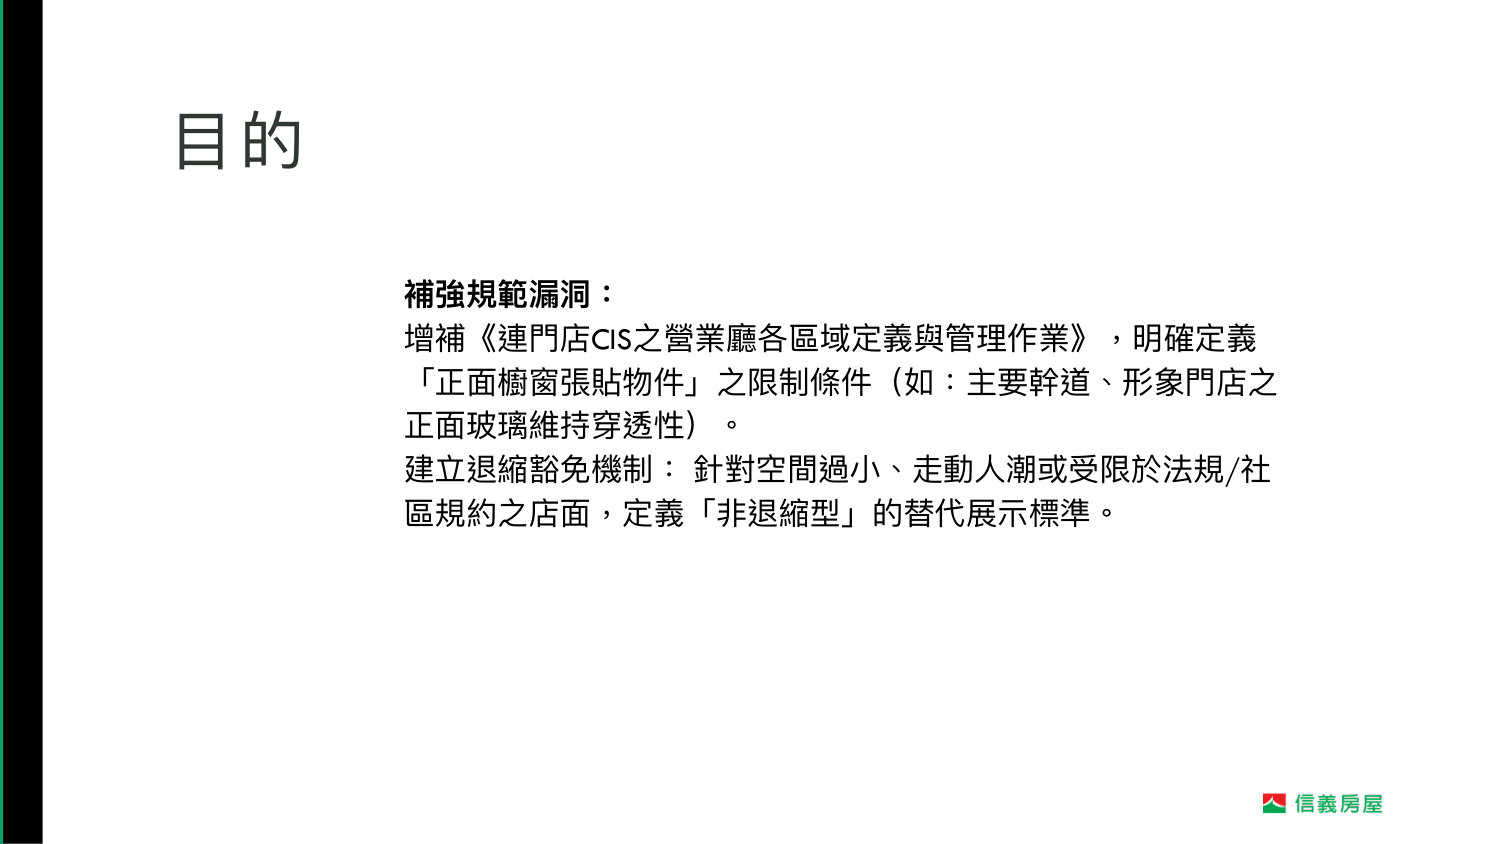 目的
補強規範漏洞：
增補《連門店CIS之營業廳各區域定義與管理作業》，明確定義
「正面櫥窗張貼物件」之限制條件（如：主要幹道、形象門店之
正面玻璃維持穿透性）。
建立退縮豁免機制： 針對空間過小、走動人潮或受限於法規/社
區規約之店面，定義「非退縮型」的替代展示標準。
信義房屋